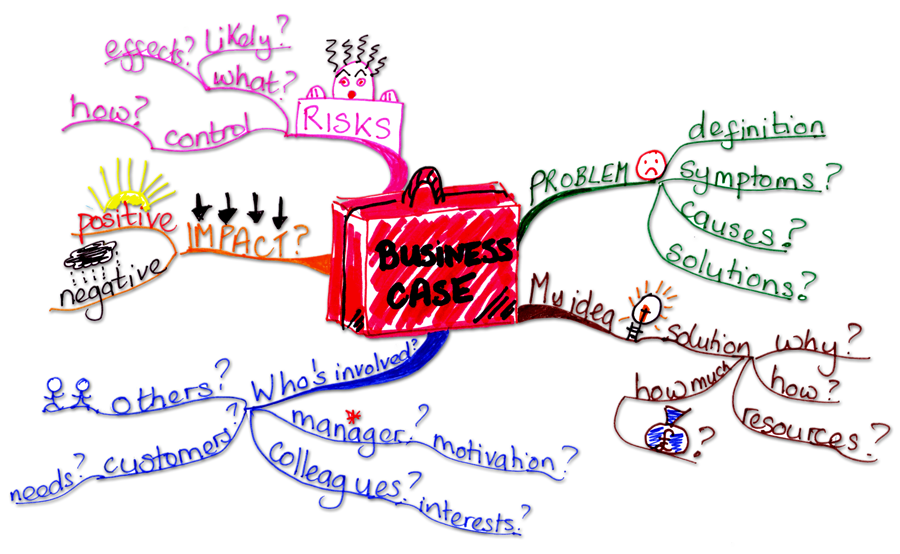 BUSINESS
CASE
PROBLEM
definition
symptoms?
causes?
solutions?
My idea
solution
why?
how?
resources?
how much
£?
Who's involved?
manager?
motivation?
colleagues?
interests?
customers?
needs?
others?
IMPACT?
positive
negative
RISKS
what?
likely?
effects?
control
how?